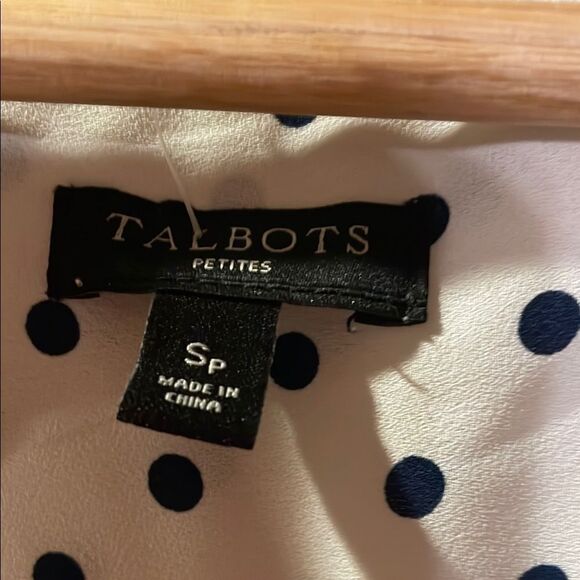 TALBOTS
PETITES
SP
MADE IN
CHINA